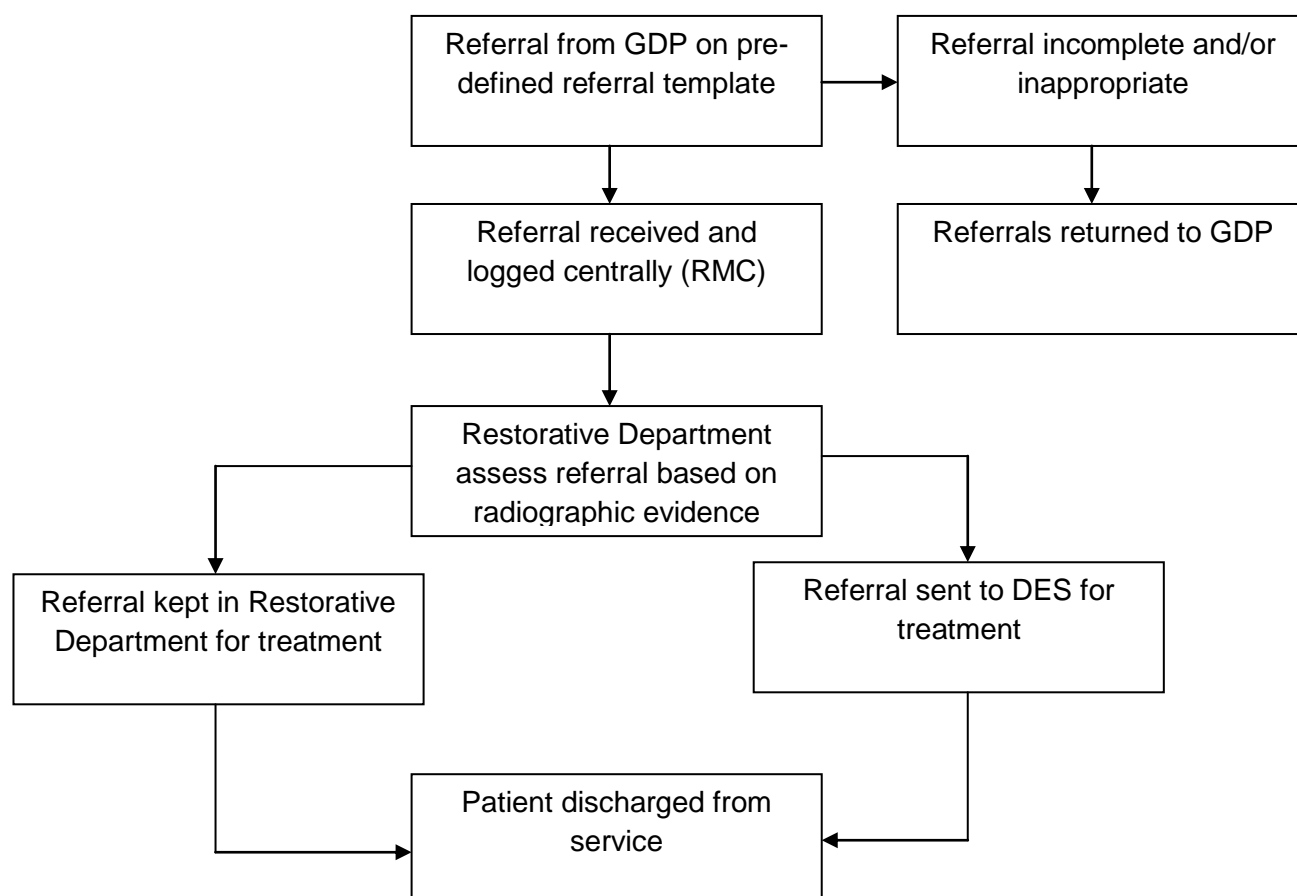 Referral from GDP on pre-
defined referral template
Referral incomplete and/or
inappropriate
Referral received and
logged centrally (RMC)
Referrals returned to GDP
Restorative Department
assess referral based on
radiographic evidence
Referral kept in Restorative
Department for treatment
Referral sent to DES for
treatment
Patient discharged from
service